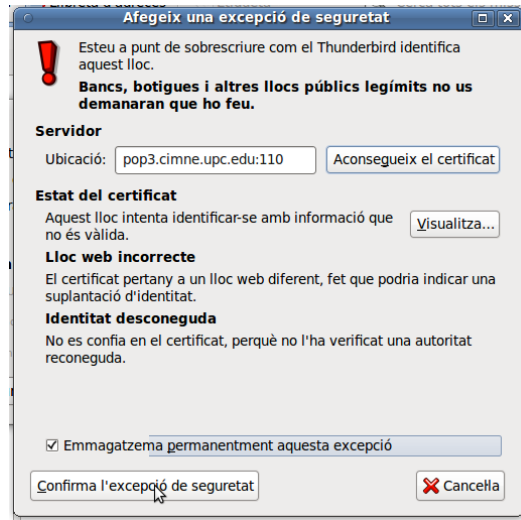 Afegeix una excepció de seguretat
Esteu a punt de sobrescriure com el Thunderbird identifica
aquest lloc.
Bancs, botigues i altres llocs públics legítims no us
demanaran que ho feu.
Servidor
Ubicació: pop3.cimne.upc.edu:110 Aconsegueix el certificat
Estat del certificat
Aquest lloc intenta identificar-se amb informació que
no és vàlida.
Visualitza...
Lloc web incorrecte
El certificat pertany a un lloc web diferent, fet que podria indicar una
suplantació d'identitat.
Identitat desconeguda
No es confia en el certificat, perquè no l'ha verificat una autoritat
reconeguda.
Emmagatzema permanentment aquesta excepció
Confirma l'excepció de seguretat Cancel·la